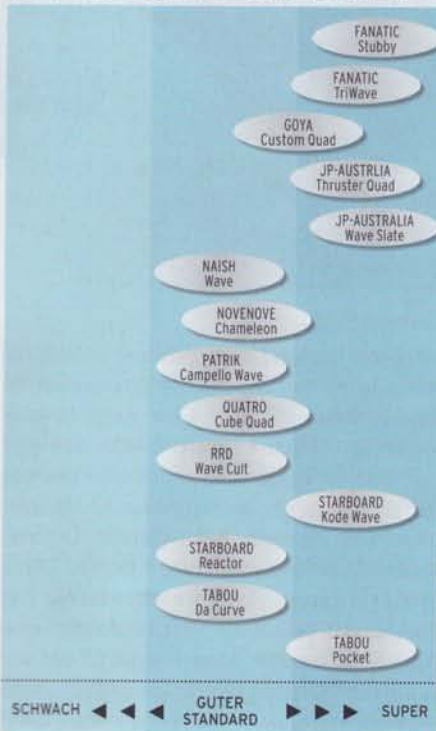 FANATIC
Stubby
FANATIC
TriWave
GOYA
Custom Quad
JP-AUSTRLIA
Thruster Quad
JP-AUSTRALIA
Wave Slate
NAISH
Wave
NOVENOVE
Chameleon
PATRIK
Campello Wave
QUATRO
Cube Quad
RRD
Wave Cult
STARBOARD
Kode Wave
STARBOARD
Reactor
TABOU
Da Curve
TABOU
Pocket
SCHWACH ◀ ◀ ◀ GUTER STANDARD ▶ ▶ ▶ SUPER